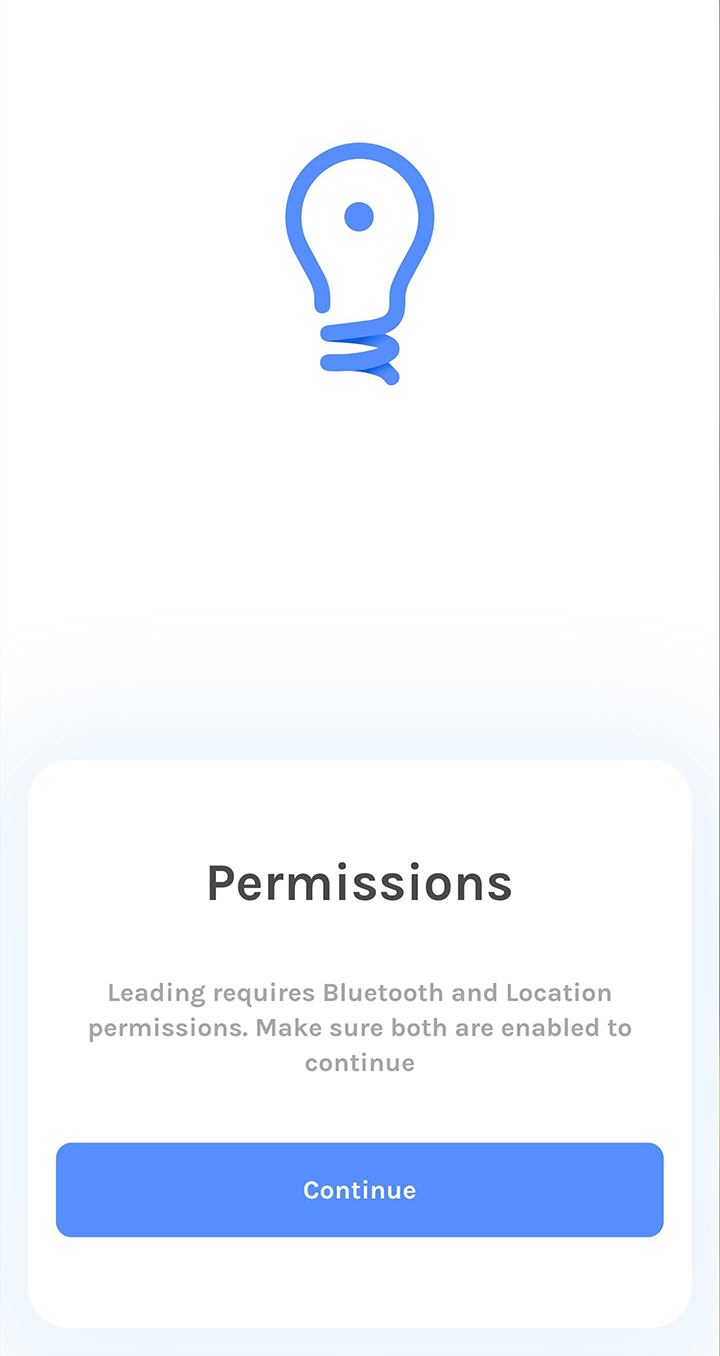 Permissions
Leading requires Bluetooth and Location
permissions. Make sure both are enabled to
continue
Continue